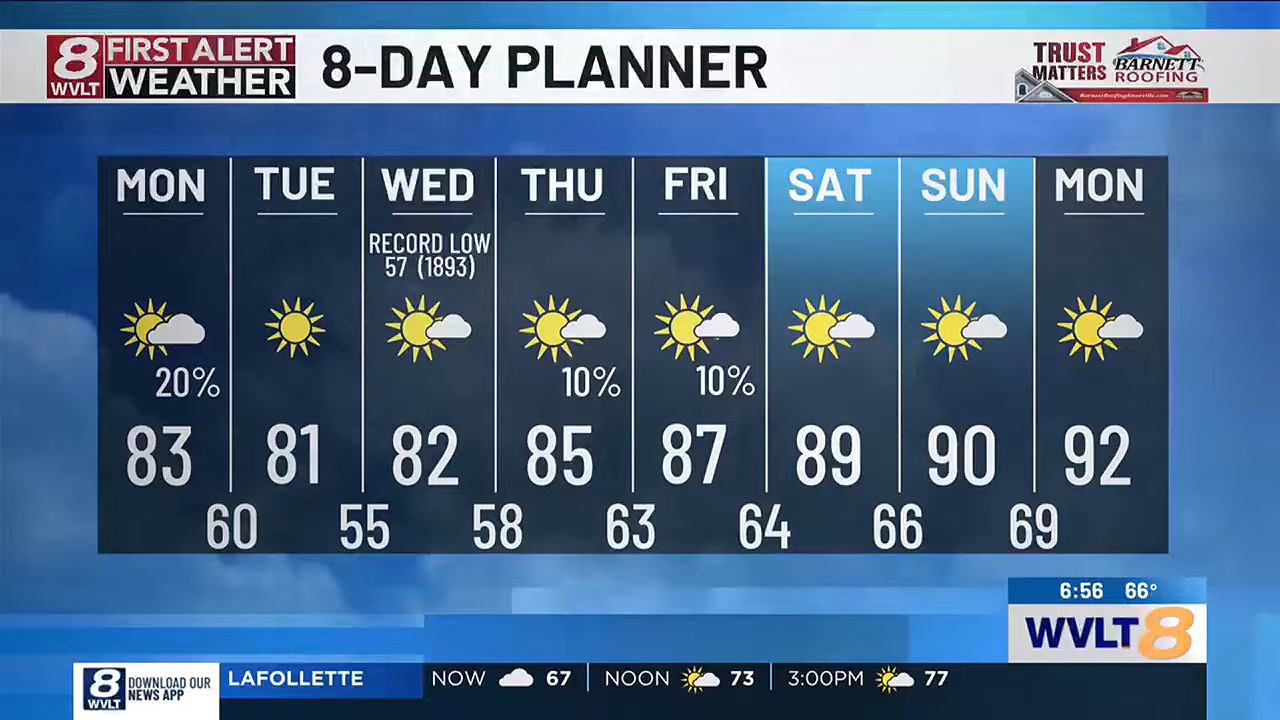 8 WVLT FIRST ALERT WEATHER
8-DAY PLANNER
TRUST MATTERS
BARNETT ROOFING
BarnettRoofingKnoxville.com
MON TUE WED THU FRI SAT SUN MON
RECORD LOW
57 (1893)
20% 10% 10%
83 81 82 85 87 89 90 92
60 55 58 63 64 66 69
6:56 66°
WVLT 8
8 WVLT
DOWNLOAD OUR
NEWS APP
LAFOLLETTE NOW 67 NOON 73 3:00PM 77